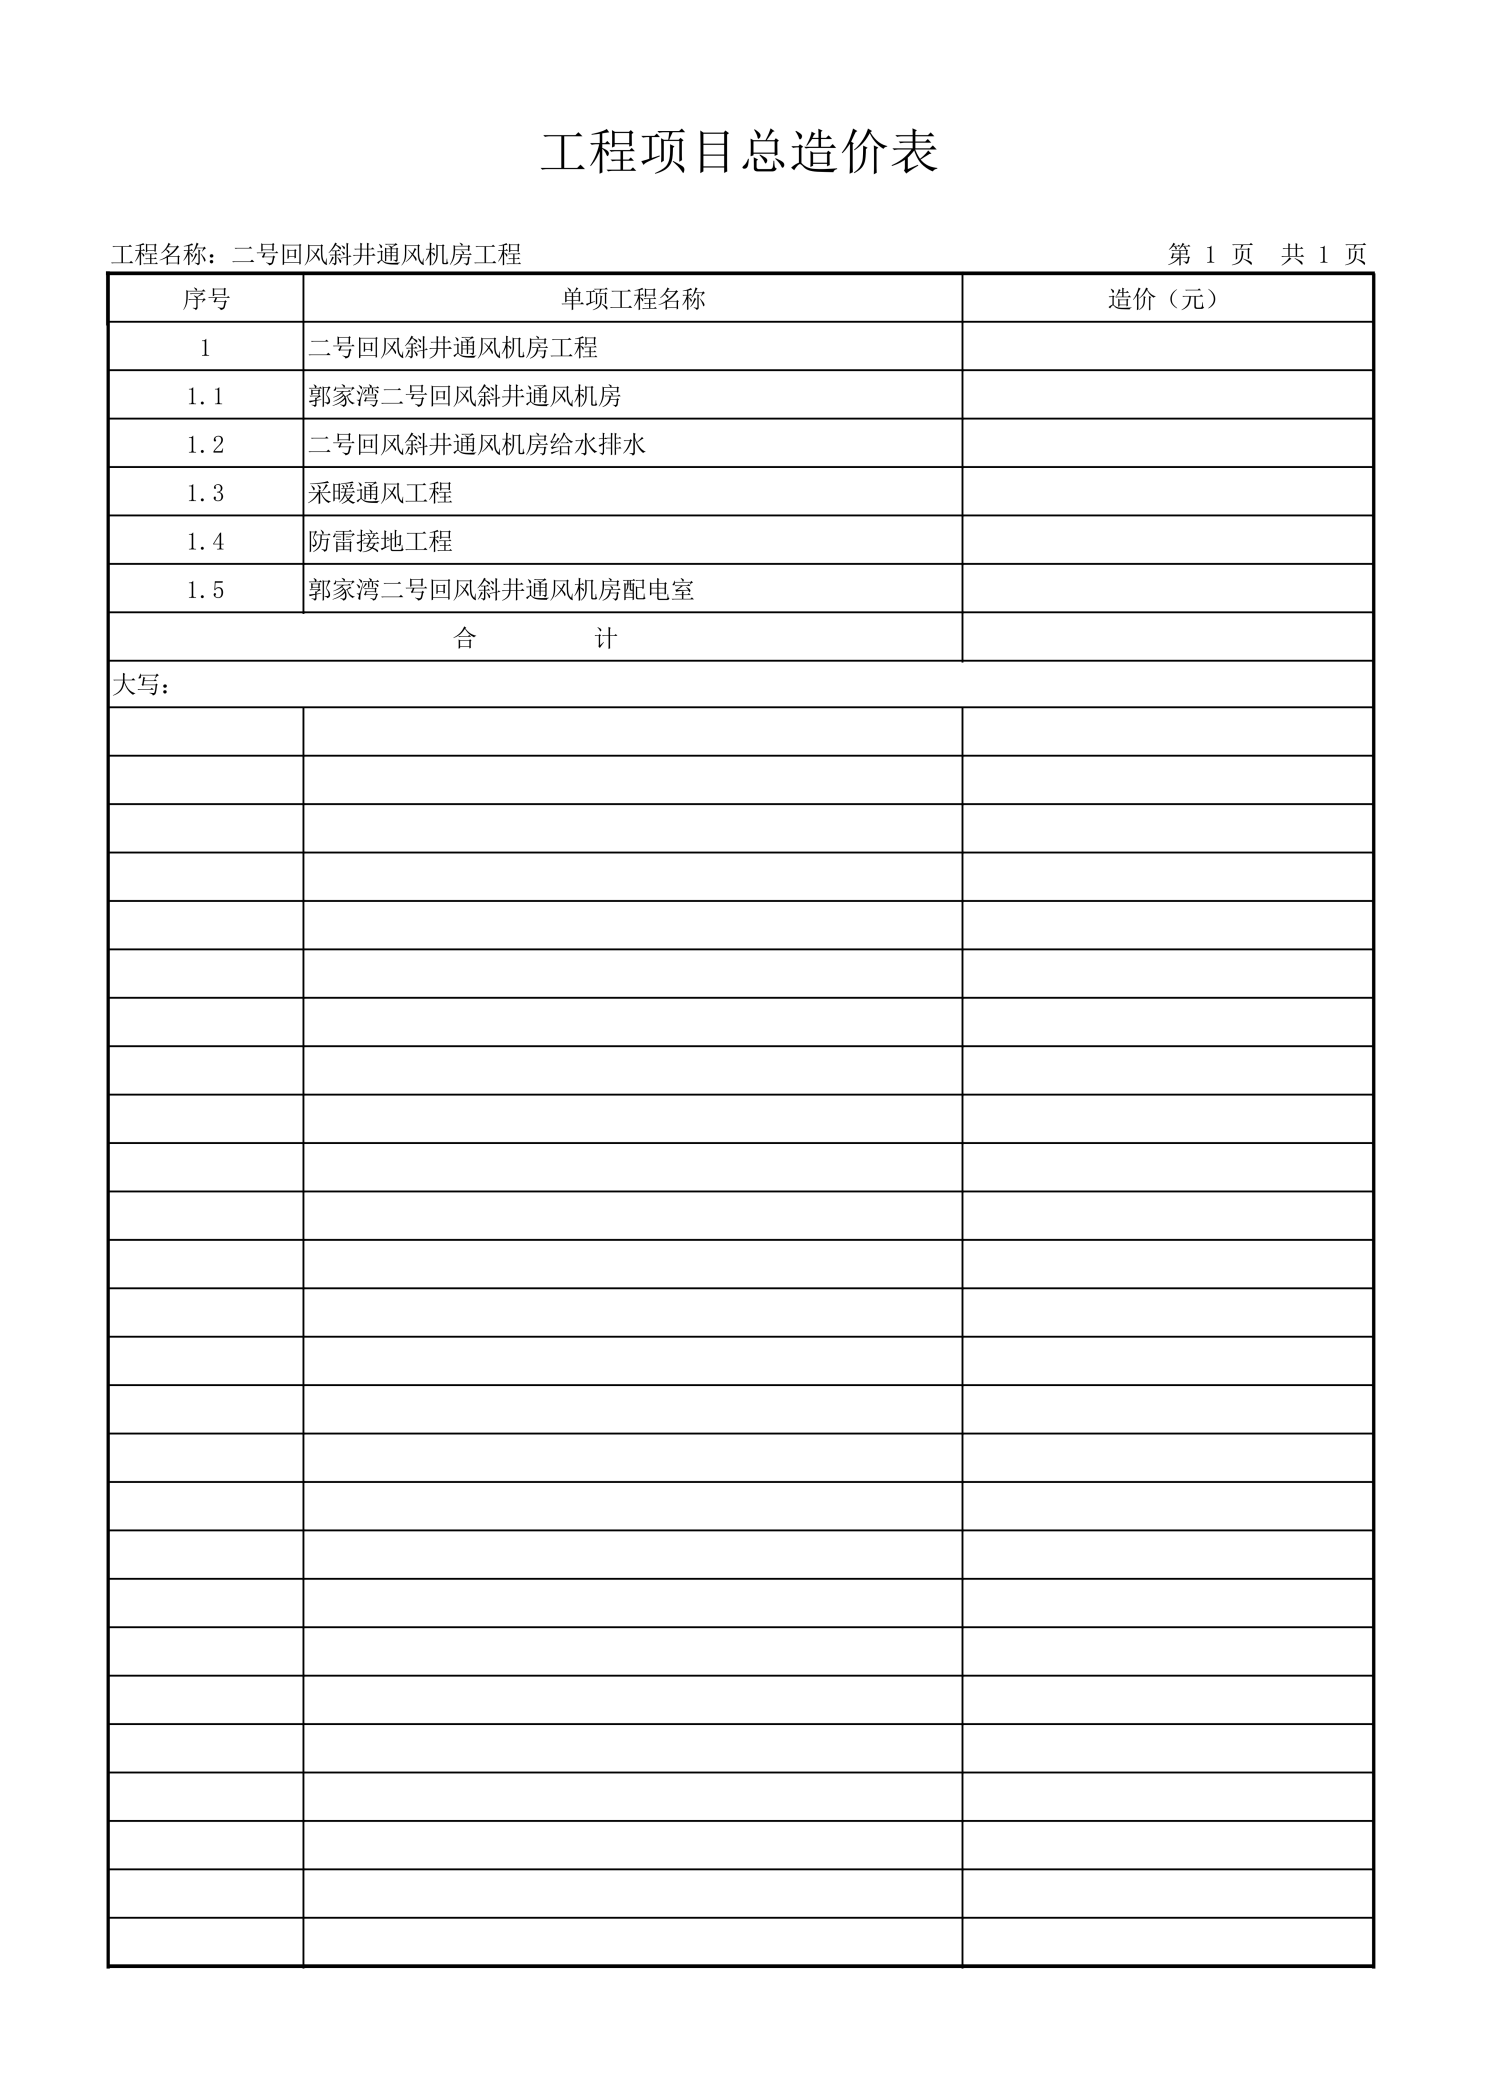 工程项目总造价表
工程名称：二号回风斜井通风机房工程 第 1 页 共 1 页
序号 单项工程名称 造价（元）
1 二号回风斜井通风机房工程
1.1 郭家湾二号回风斜井通风机房
1.2 二号回风斜井通风机房给水排水
1.3 采暖通风工程
1.4 防雷接地工程
1.5 郭家湾二号回风斜井通风机房配电室
合 计
大写：